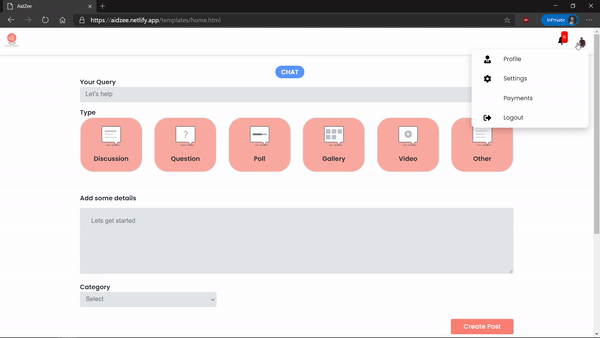 AidZee
https://aidzee.netlify.app/templates/home.html
InPrivate
Profile
Settings
Payments
Logout
CHAT
Your Query
Let's help
Type
Discussion
Question
Poll
Gallery
Video
Other
Add some details
Lets get started
Category
Select
Create Post